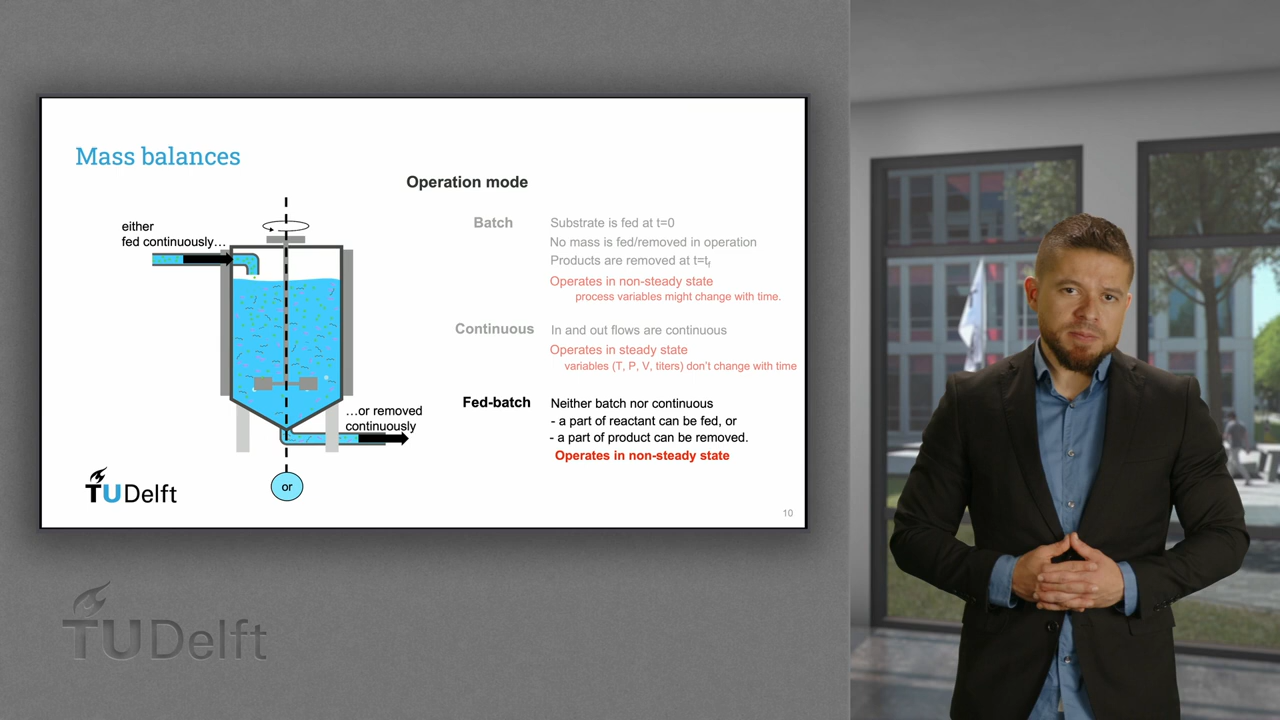 Mass balances
Operation mode
either
fed continuously…
Batch
Substrate is fed at t=0
No mass is fed/removed in operation
Products are removed at t=tf
Operates in non-steady state
process variables might change with time.
Continuous
In and out flows are continuous
Operates in steady state
variables (T, P, V, titers) don't change with time
Fed-batch
Neither batch nor continuous
- a part of reactant can be fed, or
- a part of product can be removed.
Operates in non-steady state
…or removed
continuously
or
TUDelft
10
TUDelft